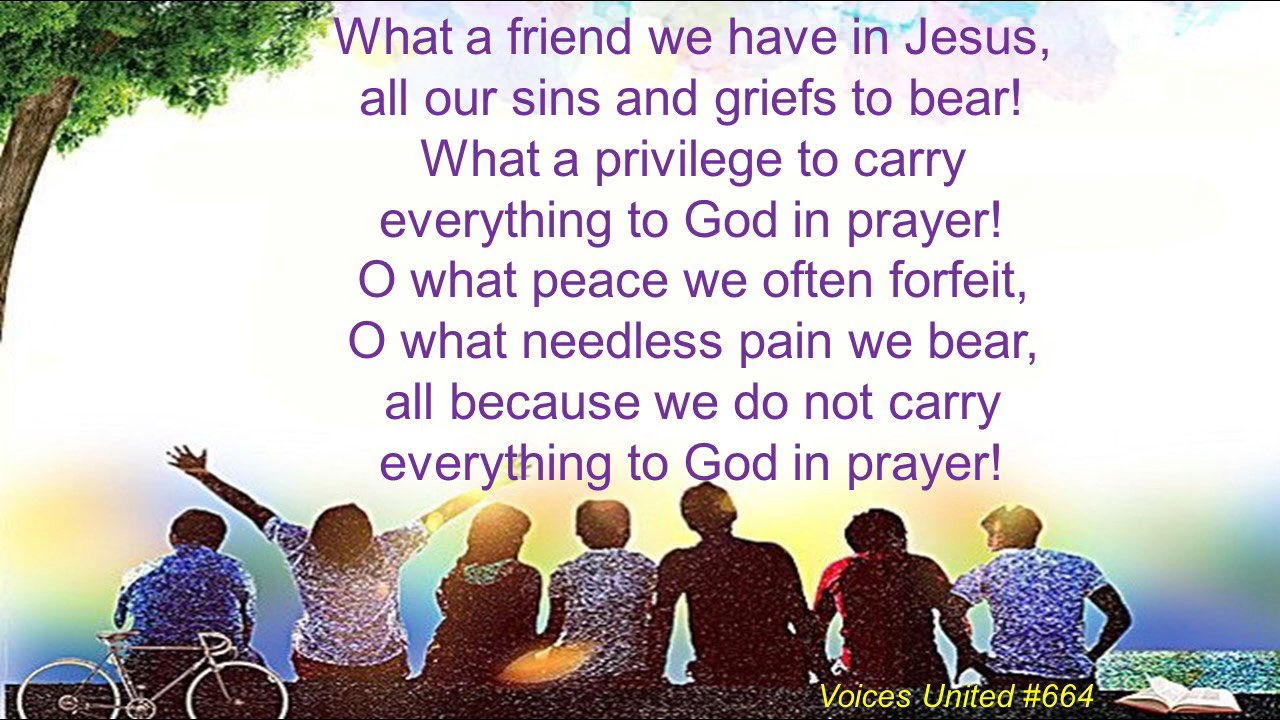 What a friend we have in Jesus,
all our sins and griefs to bear!
What a privilege to carry
everything to God in prayer!
O what peace we often forfeit,
O what needless pain we bear,
all because we do not carry
everything to God in prayer!
Voices United #664